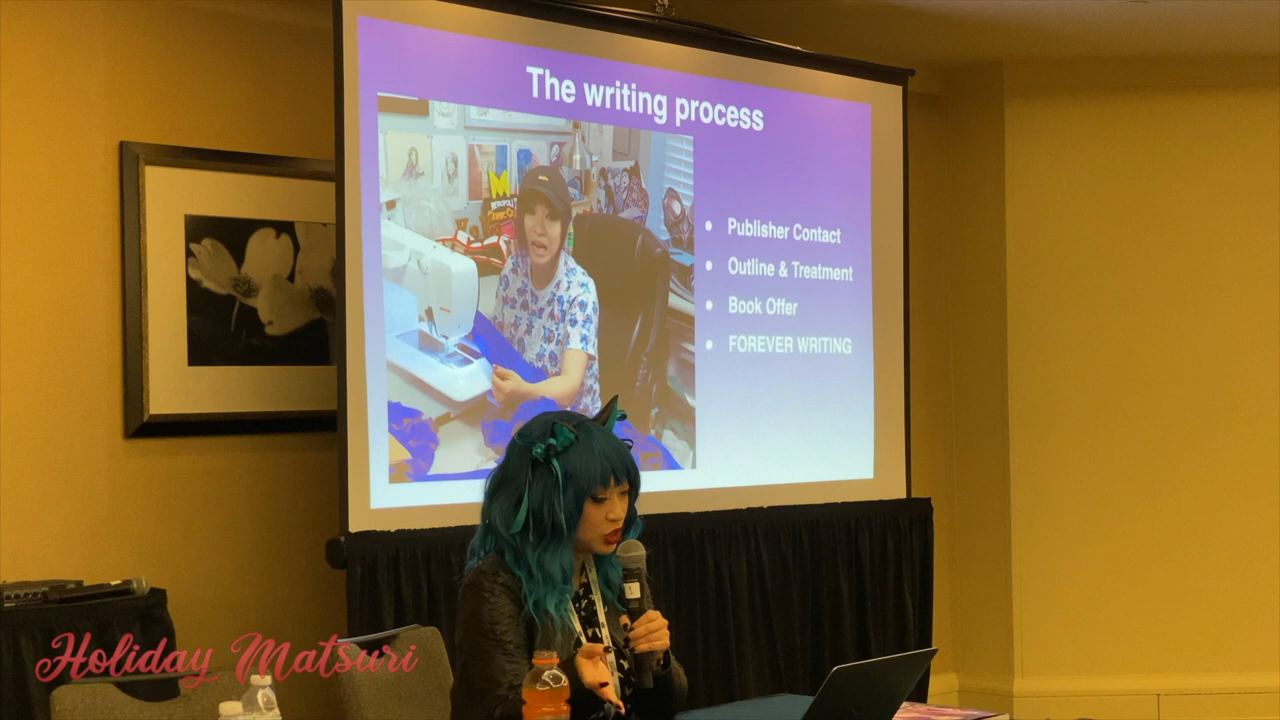 The writing process
Publisher Contact
Outline & Treatment
Book Offer
FOREVER WRITING
Holiday Matsuri